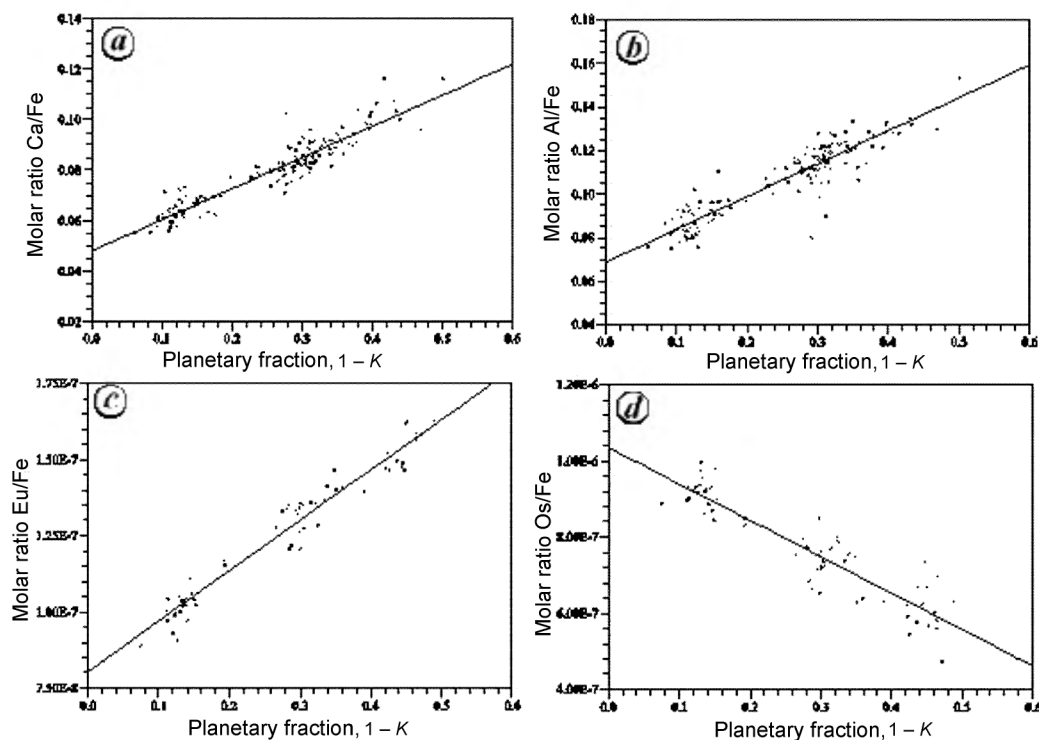 a
0.14
0.12
0.10
0.08
0.06
0.04
0.02
Molar ratio Ca/Fe
0.0 0.1 0.2 0.3 0.4 0.5 0.6
Planetary fraction, 1 – K
b
0.18
0.16
0.14
0.12
0.10
0.08
0.06
0.04
Molar ratio Al/Fe
0.0 0.1 0.2 0.3 0.4 0.5 0.6
Planetary fraction, 1 – K
c
1.75E-7
1.50E-7
1.25E-7
1.00E-7
Molar ratio Eu/Fe
0.0 0.1 0.2 0.3 0.4 0.5 0.6
Planetary fraction, 1 – K
d
1.20E-6
1.00E-6
8.00E-7
6.00E-7
4.00E-7
Molar ratio Os/Fe
0.0 0.1 0.2 0.3 0.4 0.5 0.6
Planetary fraction, 1 – K